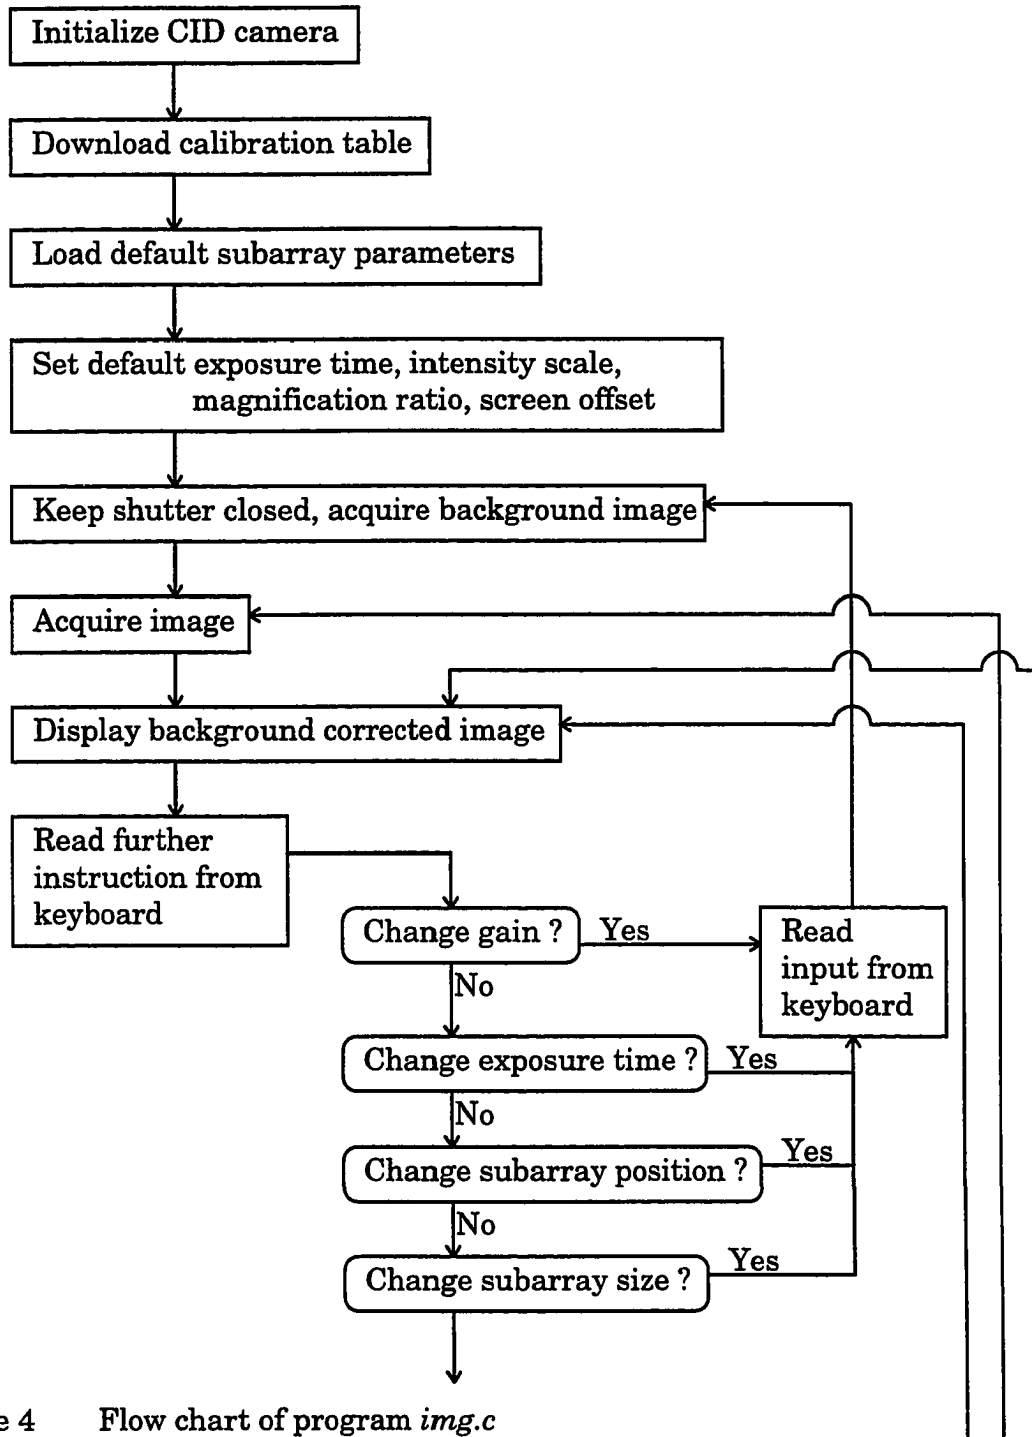 Initialize CID camera
Download calibration table
Load default subarray parameters
Set default exposure time, intensity scale,
magnification ratio, screen offset
Keep shutter closed, acquire background image
Acquire image
Display background corrected image
Read further
instruction from
keyboard
Change gain ?
Yes
Read
input from
keyboard
No
Change exposure time ?
Yes
No
Change subarray position ?
Yes
No
Change subarray size ?
Yes
e 4 Flow chart of program img.c